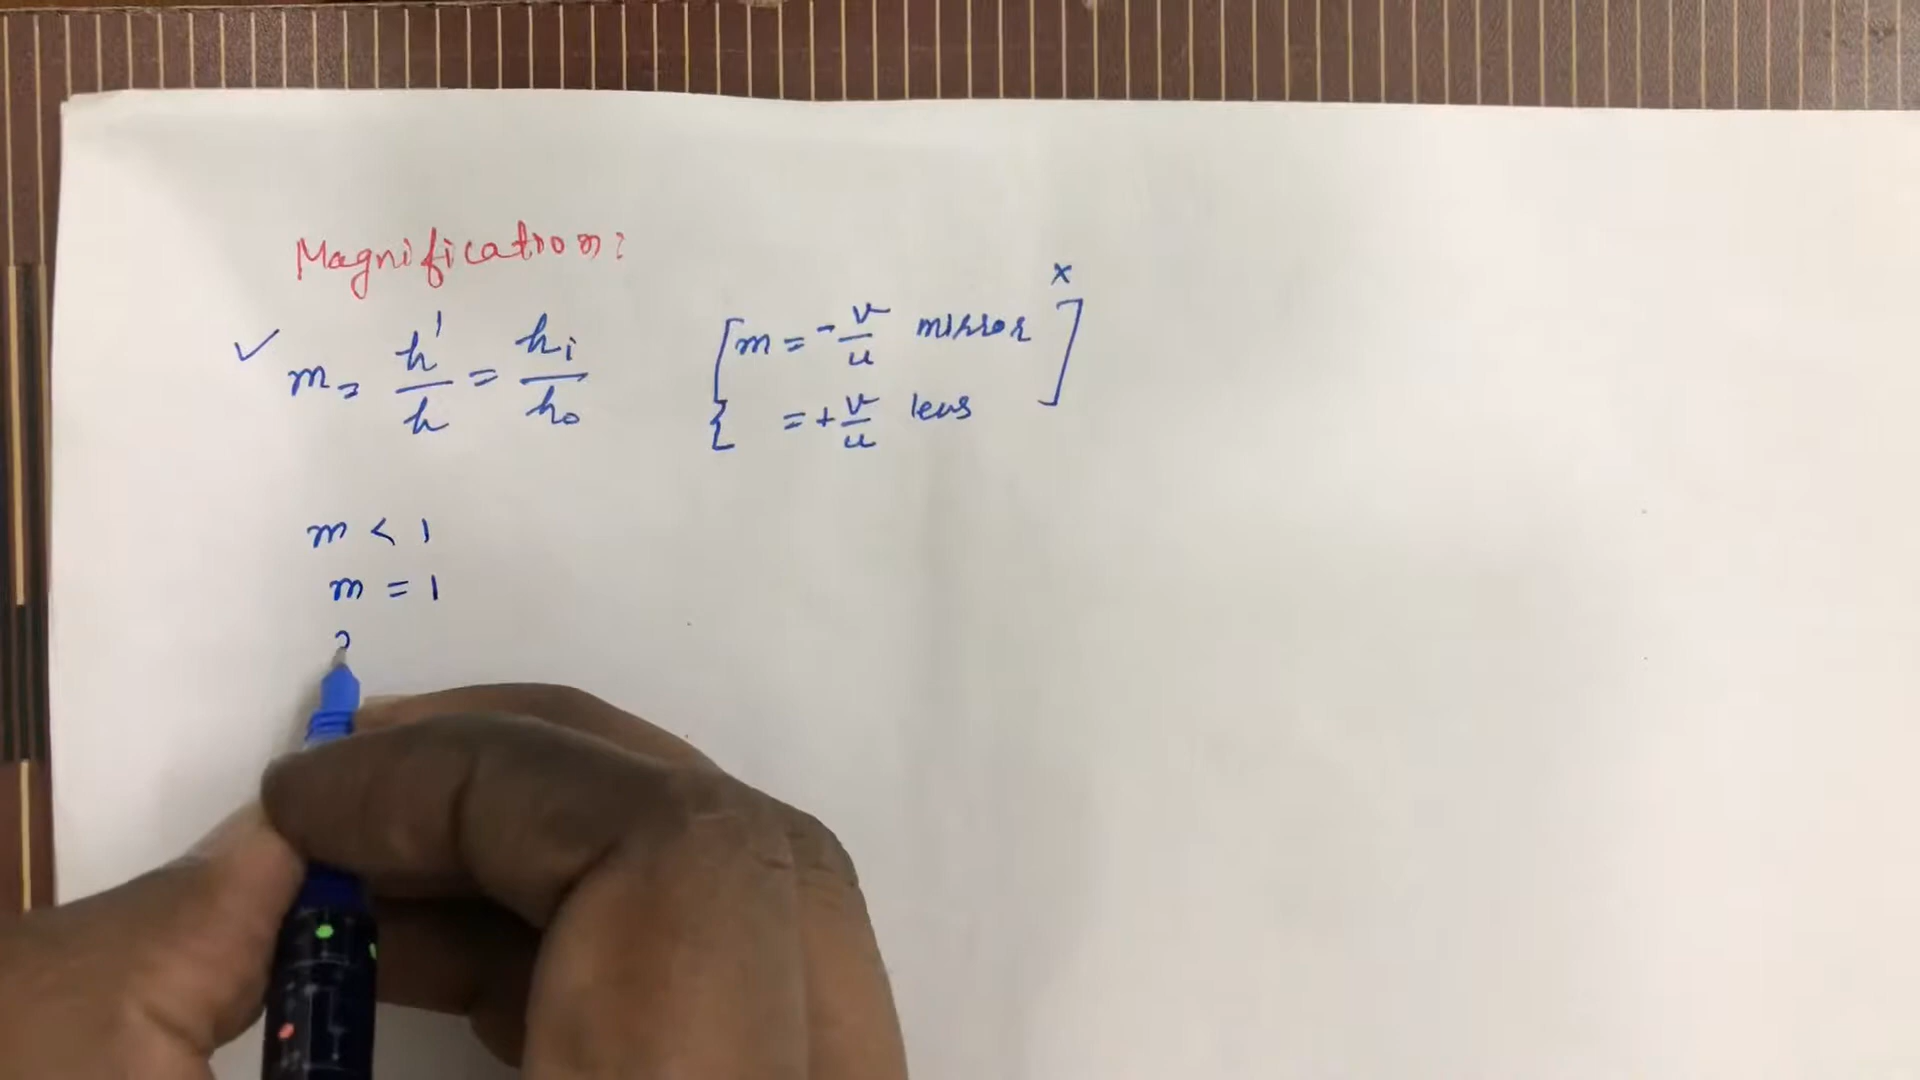 Magnification:
✓ m = h'/h = hi/ho
[ m = -v/u mirror ] x
{ = +v/u lens
m < 1
m = 1